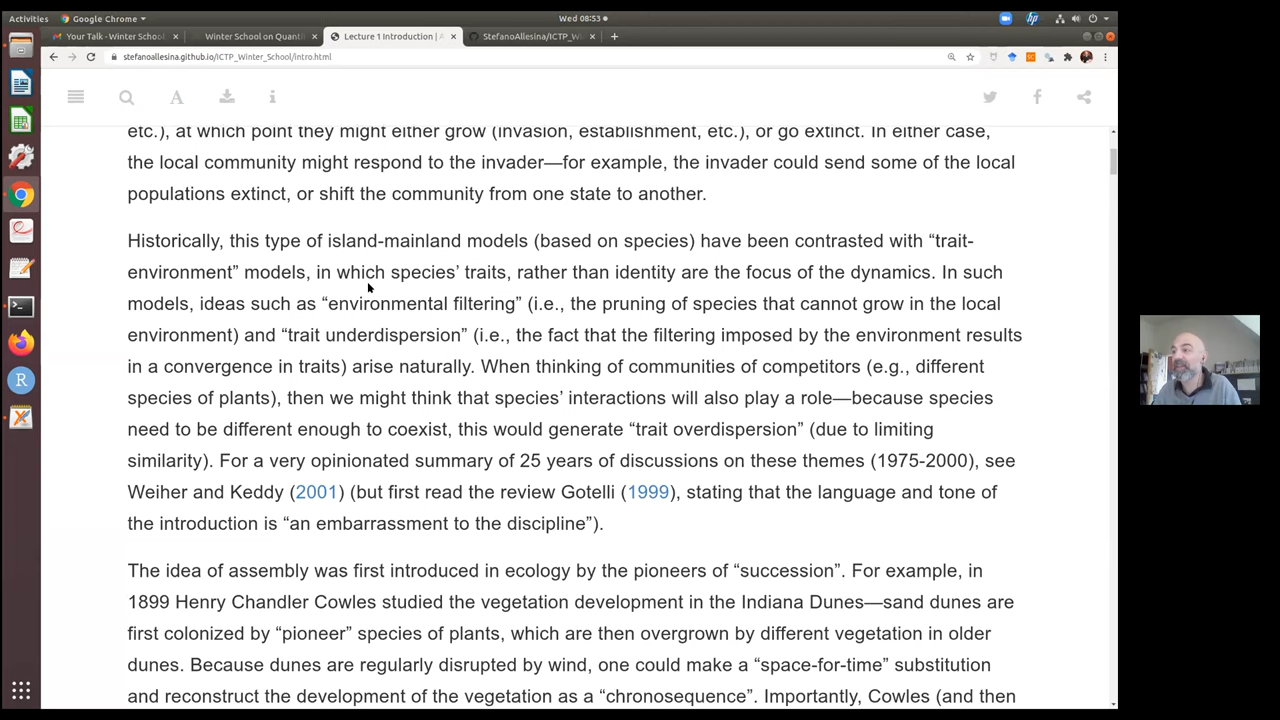 Activities
Google Chrome
Wed 08:53
Your Talk - Winter School
Winter School on Quanti
Lecture 1 Introduction | A
StefanoAllesina/ICTP_Wi
stefanoallesina.github.io/ICTP_Winter_School/intro.html
etc.), at which point they might either grow (invasion, establishment, etc.), or go extinct. In either case,
the local community might respond to the invader—for example, the invader could send some of the local
populations extinct, or shift the community from one state to another.
Historically, this type of island-mainland models (based on species) have been contrasted with “trait-
environment” models, in which species’ traits, rather than identity are the focus of the dynamics. In such
models, ideas such as “environmental filtering” (i.e., the pruning of species that cannot grow in the local
environment) and “trait underdispersion” (i.e., the fact that the filtering imposed by the environment results
in a convergence in traits) arise naturally. When thinking of communities of competitors (e.g., different
species of plants), then we might think that species’ interactions will also play a role—because species
need to be different enough to coexist, this would generate “trait overdispersion” (due to limiting
similarity). For a very opinionated summary of 25 years of discussions on these themes (1975-2000), see
Weiher and Keddy (2001) (but first read the review Gotelli (1999), stating that the language and tone of
the introduction is “an embarrassment to the discipline”).
The idea of assembly was first introduced in ecology by the pioneers of “succession”. For example, in
1899 Henry Chandler Cowles studied the vegetation development in the Indiana Dunes—sand dunes are
first colonized by “pioneer” species of plants, which are then overgrown by different vegetation in older
dunes. Because dunes are regularly disrupted by wind, one could make a “space-for-time” substitution
and reconstruct the development of the vegetation as a “chronosequence”. Importantly, Cowles (and then